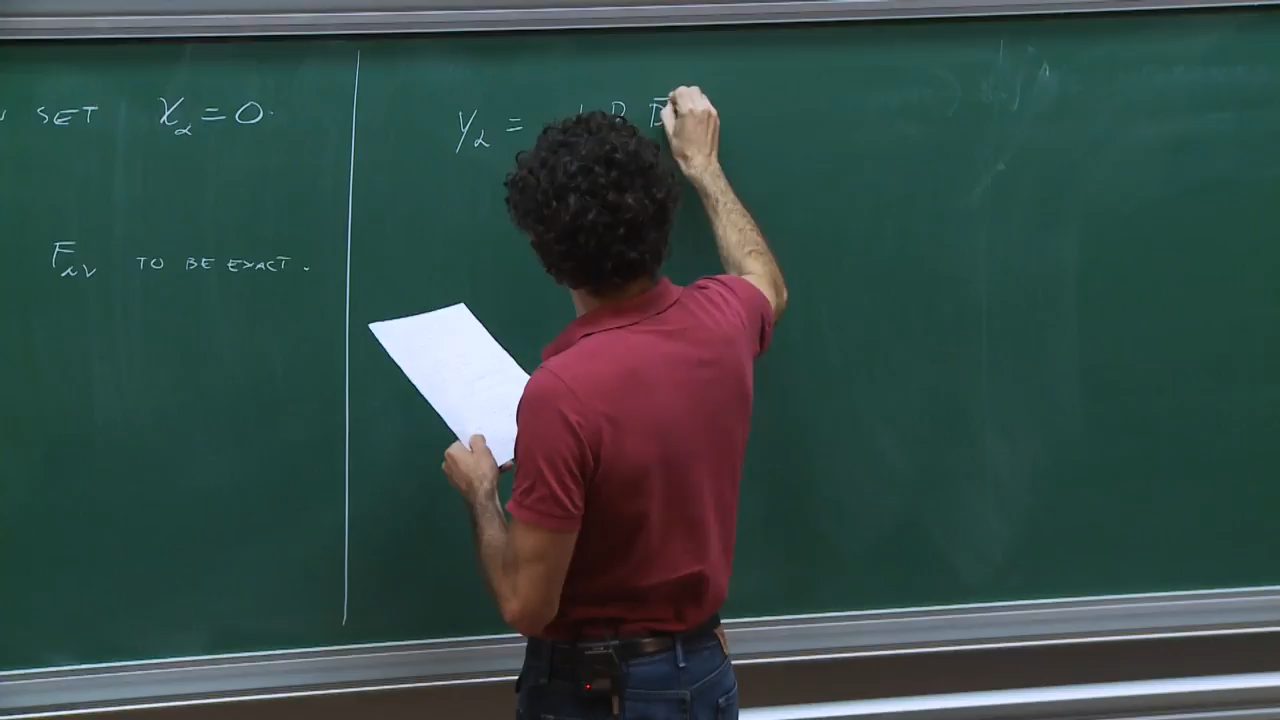 SET χ_α = 0.
F_μν TO BE EXACT.
y_α =